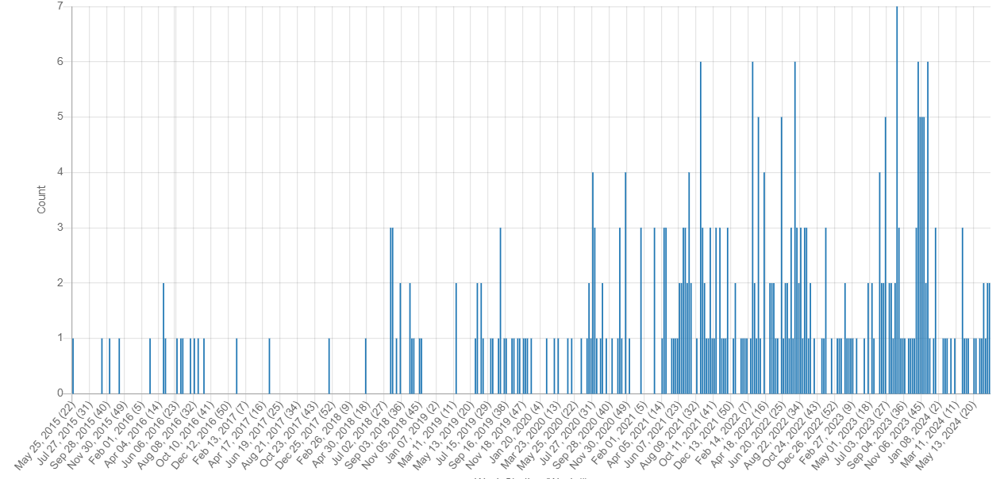 7
6
5
4
3
2
1
0
Count
May 25, 2015 (22)
Jul 27, 2015 (31)
Sep 28, 2015 (40)
Nov 30, 2015 (49)
Feb 01, 2016 (5)
Apr 04, 2016 (14)
Jun 06, 2016 (23)
Aug 08, 2016 (32)
Oct 10, 2016 (41)
Dec 12, 2016 (50)
Feb 13, 2017 (7)
Apr 17, 2017 (16)
Jun 19, 2017 (25)
Aug 21, 2017 (34)
Oct 23, 2017 (43)
Dec 25, 2017 (52)
Feb 26, 2018 (9)
Apr 30, 2018 (18)
Jul 02, 2018 (27)
Sep 03, 2018 (36)
Nov 05, 2018 (45)
Jan 07, 2019 (2)
Mar 11, 2019 (11)
May 13, 2019 (20)
Jul 15, 2019 (29)
Sep 16, 2019 (38)
Nov 18, 2019 (47)
Jan 20, 2020 (4)
Mar 23, 2020 (13)
May 25, 2020 (22)
Jul 27, 2020 (31)
Sep 28, 2020 (40)
Nov 30, 2020 (49)
Feb 01, 2021 (5)
Apr 05, 2021 (14)
Jun 07, 2021 (23)
Aug 09, 2021 (32)
Oct 11, 2021 (41)
Dec 13, 2021 (50)
Feb 14, 2022 (7)
Apr 18, 2022 (16)
Jun 20, 2022 (25)
Aug 22, 2022 (34)
Oct 24, 2022 (43)
Dec 26, 2022 (52)
Feb 27, 2023 (9)
May 01, 2023 (18)
Jul 03, 2023 (27)
Sep 04, 2023 (36)
Nov 06, 2023 (45)
Jan 08, 2024 (2)
Mar 11, 2024 (11)
May 13, 2024 (20)